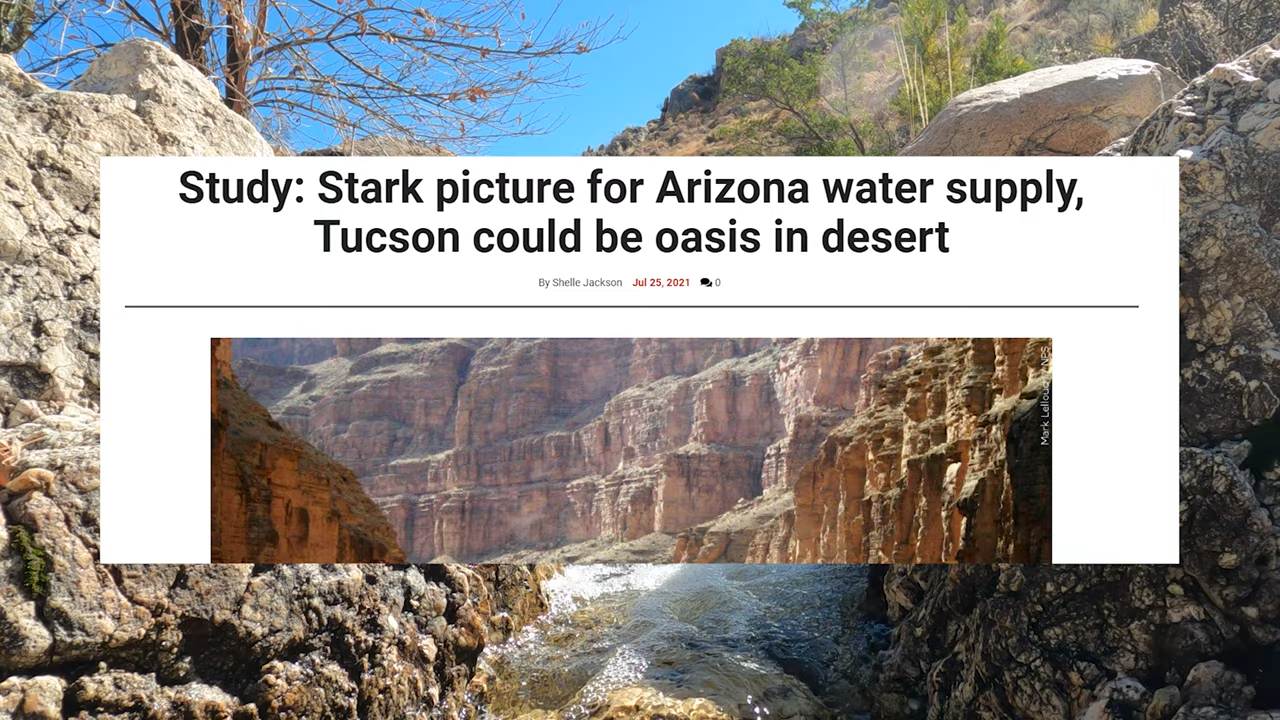 Study: Stark picture for Arizona water supply,
Tucson could be oasis in desert
By Shelle Jackson Jul 25, 2021 0
Mark Lellouch
NPS